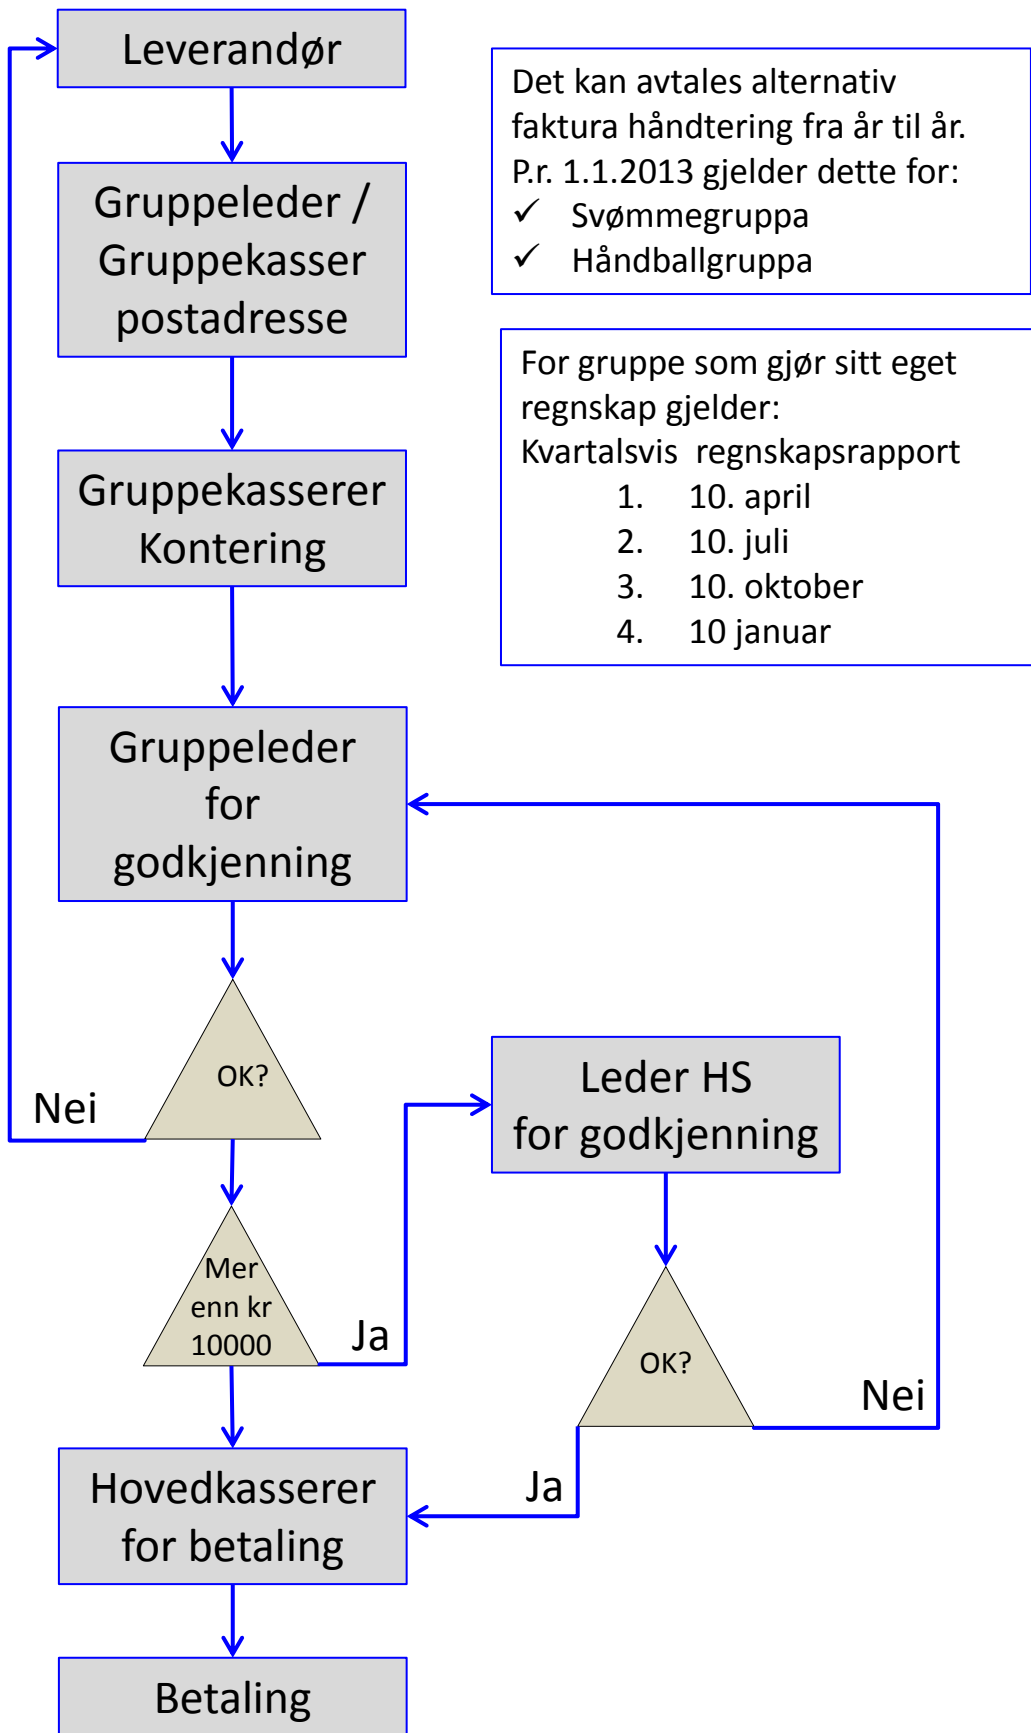 Leverandør
Det kan avtales alternativ
faktura håndtering fra år til år.
P.r. 1.1.2013 gjelder dette for:
✓ Svømmegruppa
✓ Håndballgruppa
Gruppeleder /
Gruppekasser
postadresse
For gruppe som gjør sitt eget
regnskap gjelder:
Kvartalsvis regnskapsrapport
1. 10. april
2. 10. juli
3. 10. oktober
4. 10 januar
Gruppekasserer
Kontering
Gruppeleder
for
godkjenning
OK?
Nei
Leder HS
for godkjenning
Mer
enn kr
10000
Ja
OK?
Nei
Ja
Hovedkasserer
for betaling
Betaling